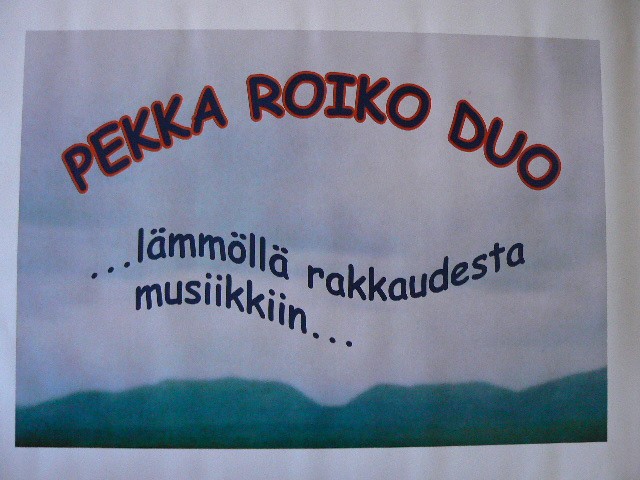 PEKKA ROIKO DUO
...lämmöllä rakkaudesta
musiikkiin...